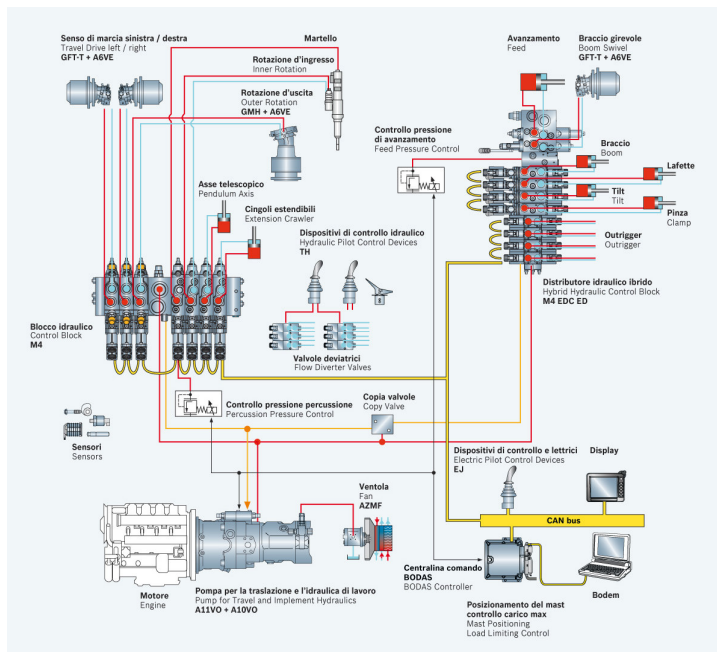 Senso di marcia sinistra / destra
Travel Drive left / right
GFT-T + A6VE
Martello
Rotazione d'ingresso
Inner Rotation
Rotazione d'uscita
Outer Rotation
GMH + A6VE
Avanzamento
Feed
Braccio girevole
Boom Swivel
GFT-T + A6VE
Controllo pressione
di avanzamento
Feed Pressure Control
Braccio
Boom
Lafette
Tilt
Tilt
Pinza
Clamp
Outrigger
Outrigger
Asse telescopico
Pendulum Axis
Cingoli estendibili
Extension Crawler
Dispositivi di controllo idraulico
Hydraulic Pilot Control Devices
TH
Distributore idraulico ibrido
Hybrid Hydraulic Control Block
M4 EDC ED
Blocco idraulico
Control Block
M4
Valvole deviatrici
Flow Diverter Valves
Controllo pressione percussione
Percussion Pressure Control
Copia valvole
Copy Valve
Sensori
Sensors
Dispositivi di controllo e lettrici
Electric Pilot Control Devices
EJ
Display
Ventola
Fan
AZMF
CAN bus
Centralina comando
BODAS
BODAS Controller
Bodem
Motore
Engine
Pompa per la traslazione e l'idraulica di lavoro
Pump for Travel and Implement Hydraulics
A11VO + A10VO
Posizionamento del mast
controllo carico max
Mast Positioning
Load Limiting Control